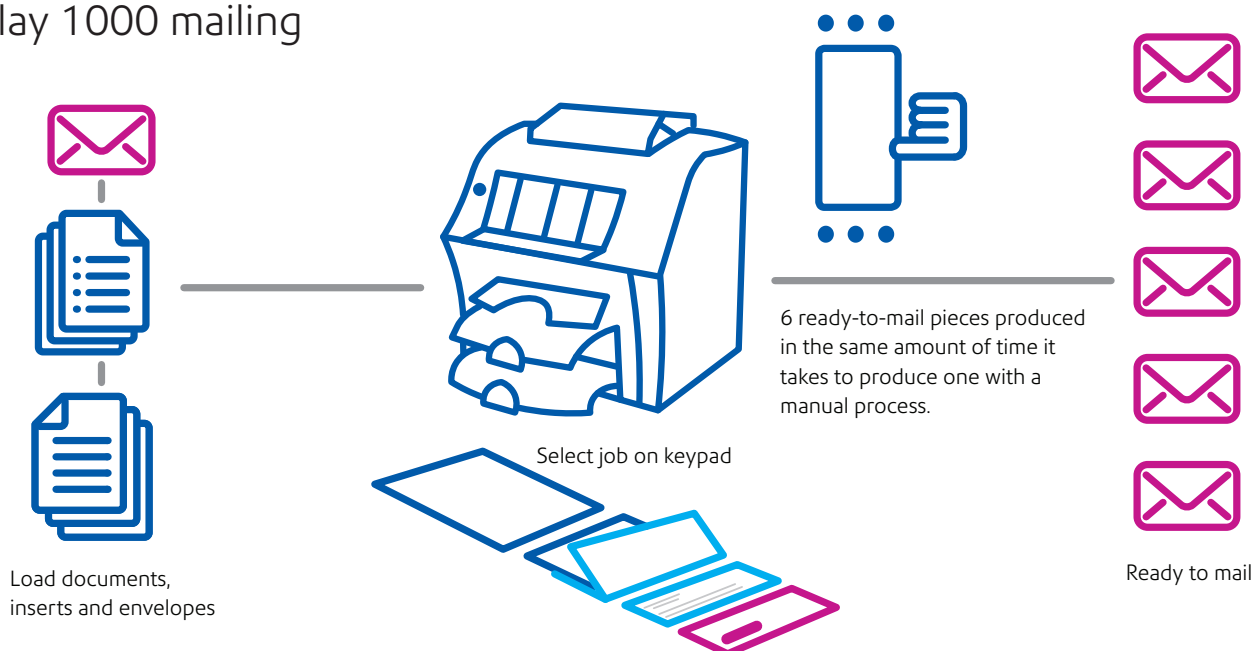 lay 1000 mailing
6 ready-to-mail pieces produced
in the same amount of time it
takes to produce one with a
manual process.
Select job on keypad
Load documents,
inserts and envelopes
Ready to mail